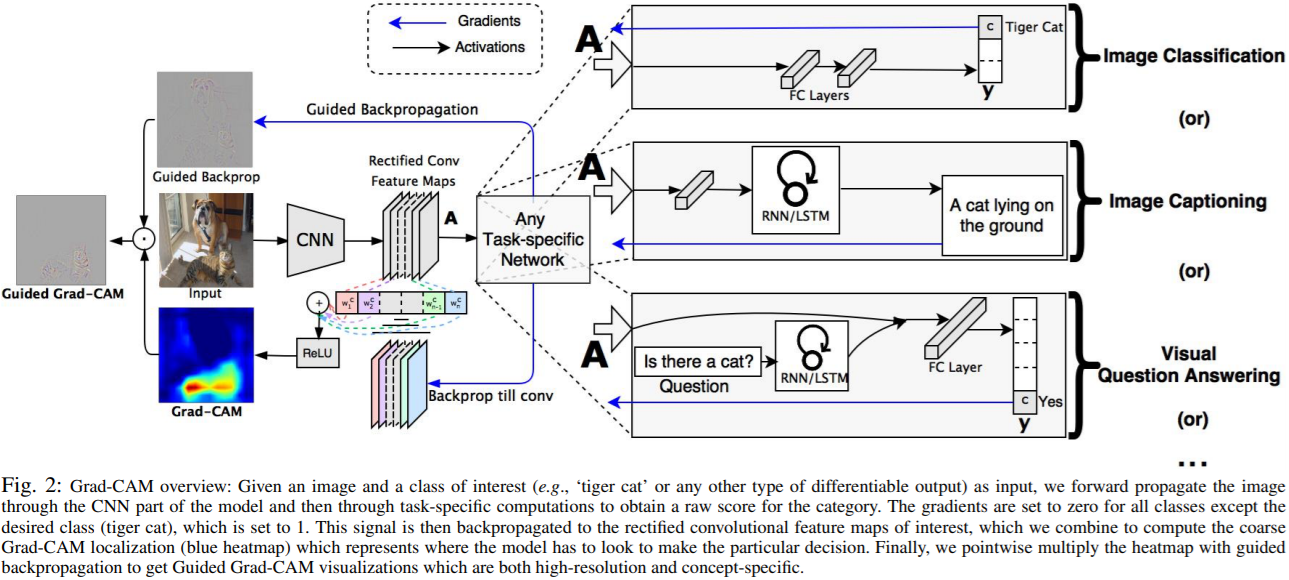 Gradients
Activations
A
c Tiger Cat
FC Layers
y
Image Classification
(or)
Guided Backpropagation
Guided Backprop
Rectified Conv
Feature Maps
A
Any
Task-specific
Network
CNN
Input
Guided Grad-CAM
+
w₁ᶜ w₂ᶜ wₙ₋₁ᶜ wₙᶜ
ReLU
Grad-CAM
Backprop till conv
A
RNN/LSTM
A cat lying on
the ground
Image Captioning
(or)
A
Is there a cat?
Question
RNN/LSTM
FC Layer
c Yes
y
Visual
Question Answering
(or)
...
Fig. 2: Grad-CAM overview: Given an image and a class of interest (e.g., ‘tiger cat’ or any other type of differentiable output) as input, we forward propagate the image
through the CNN part of the model and then through task-specific computations to obtain a raw score for the category. The gradients are set to zero for all classes except the
desired class (tiger cat), which is set to 1. This signal is then backpropagated to the rectified convolutional feature maps of interest, which we combine to compute the coarse
Grad-CAM localization (blue heatmap) which represents where the model has to look to make the particular decision. Finally, we pointwise multiply the heatmap with guided
backpropagation to get Guided Grad-CAM visualizations which are both high-resolution and concept-specific.